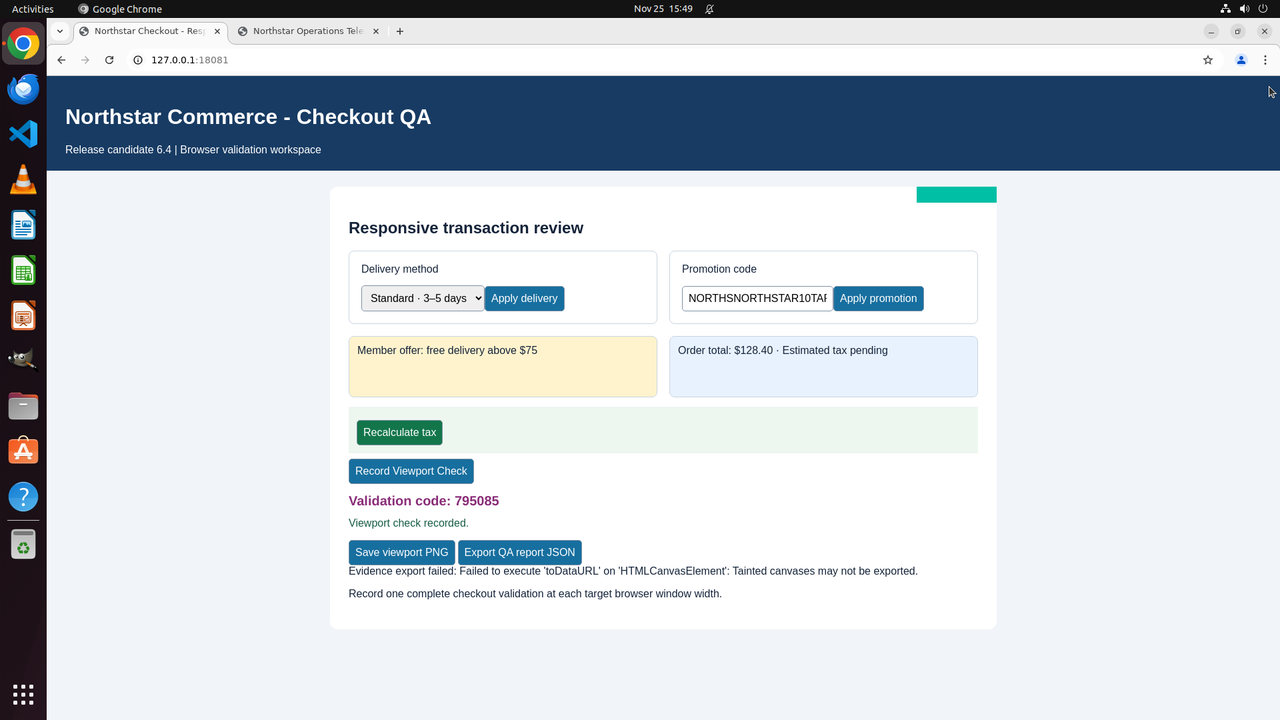 Activities Google Chrome Nov 25 15:49
Northstar Checkout - Resp Northstar Operations Tele
127.0.0.1:18081
Northstar Commerce - Checkout QA
Release candidate 6.4 | Browser validation workspace
Responsive transaction review
Delivery method Promotion code
Standard · 3–5 days Apply delivery NORTHSNORTHSTAR10TAR Apply promotion
Member offer: free delivery above $75 Order total: $128.40 · Estimated tax pending
Recalculate tax
Record Viewport Check
Validation code: 795085
Viewport check recorded.
Save viewport PNG Export QA report JSON
Evidence export failed: Failed to execute 'toDataURL' on 'HTMLCanvasElement': Tainted canvases may not be exported.
Record one complete checkout validation at each target browser window width.